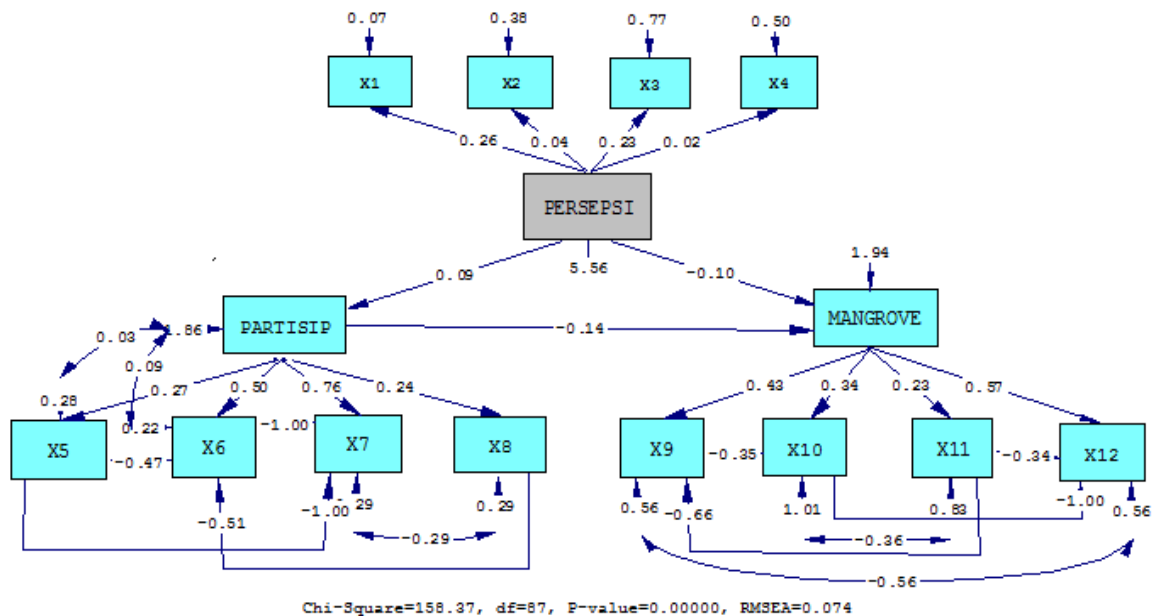 0.07 0.38 0.77 0.50
X1 X2 X3 X4
0.26 0.04 0.23 0.02
PERSEPSI
0.09 5.56 -0.10 1.94
PARTISIP MANGROVE
0.03 1.86 -0.14
0.09
0.28 0.27 0.50 0.76 0.24 0.43 0.34 0.23 0.57
0.22 -1.00
X5 X6 X7 X8 X9 X10 X11 X12
-0.47 -0.35 -0.34
-0.51 -1.00 29 0.29 0.56 -0.66 1.01 0.83 -1.00 0.56
-0.29 -0.36
-0.56
Chi-Square=158.37, df=87, P-value=0.00000, RMSEA=0.074